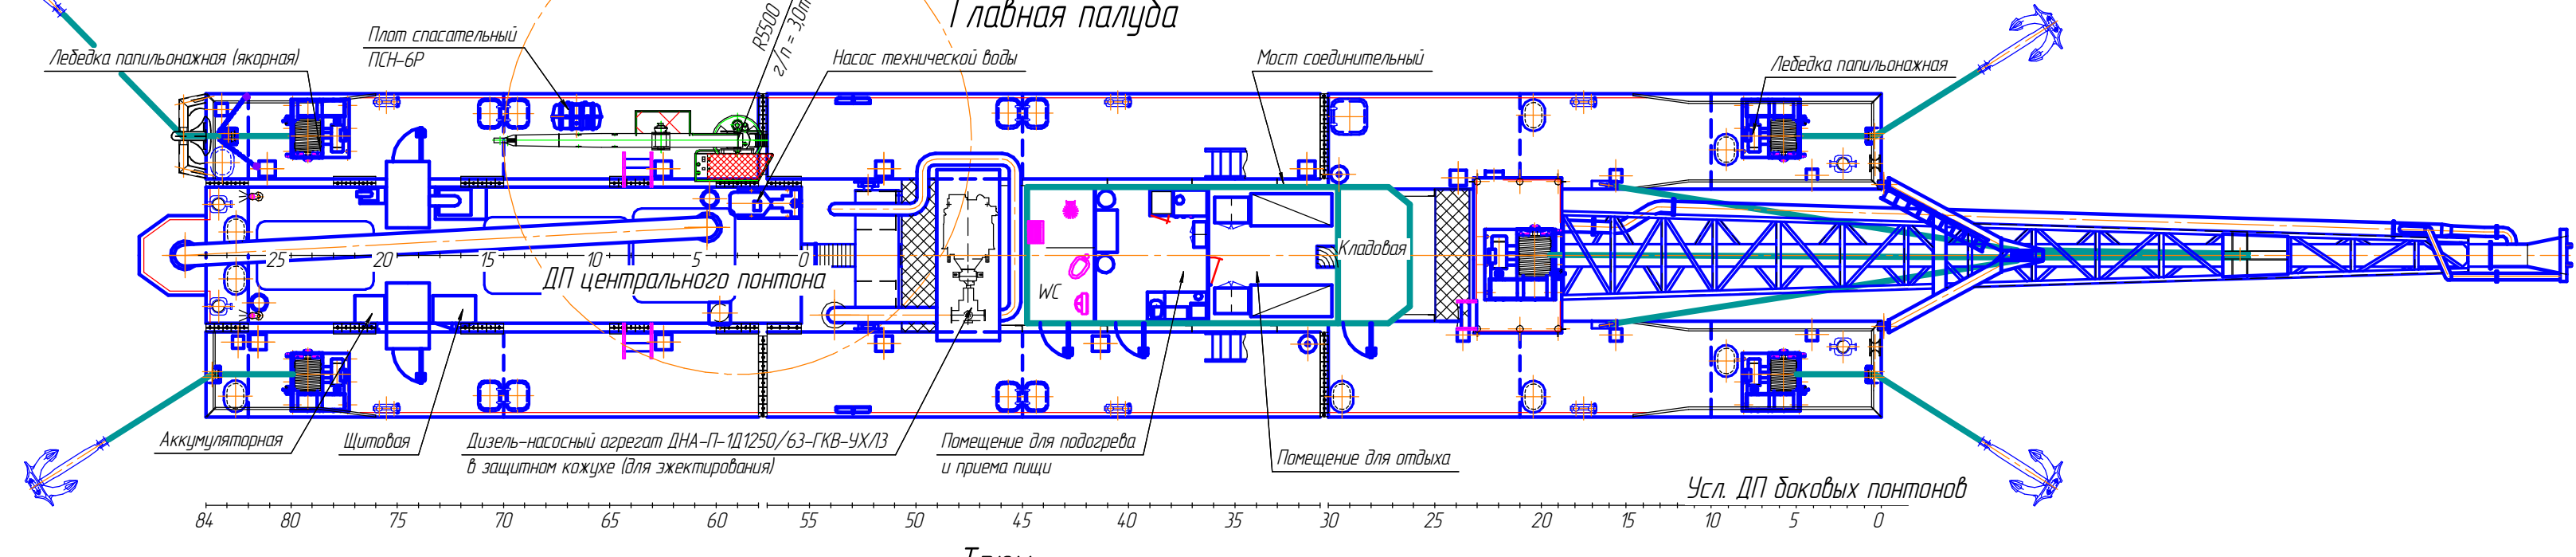 Главная палуба
R5500
г/п = 3,0т
Плот спасательный
ПСН-6Р
Лебедка папильонажная (якорная)
Насос технической воды
Мост соединительный
Лебедка папильонажная
25 20 15 10 5 0
ДП центрального понтона
Кладовая
WC
Аккумуляторная
Щитовая
Дизель-насосный агрегат ДНА-П-1Д1250/63-ГКВ-УХЛ3
в защитном кожухе (для эжектирования)
Помещение для подогрева
и приема пищи
Помещение для отдыха
Усл. ДП боковых понтонов
84 80 75 70 65 60 55 50 45 40 35 30 25 20 15 10 5 0